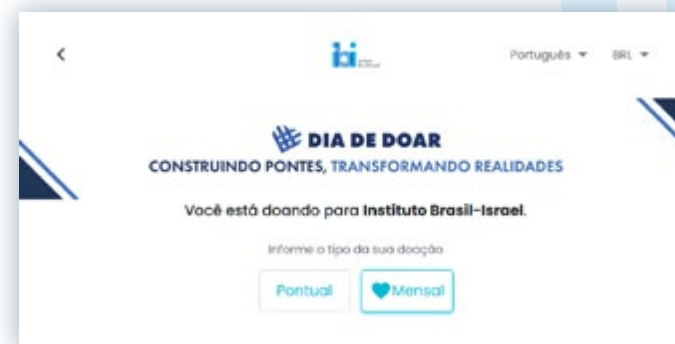 ibi
Português BRL
DIA DE DOAR
CONSTRUINDO PONTES, TRANSFORMANDO REALIDADES
Você está doando para Instituto Brasil-Israel.
Informe o tipo da sua doação
Pontual Mensal